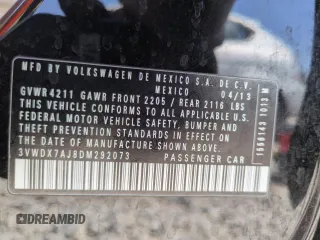 MFD BY VOLKSWAGEN DE MEXICO S.A. DE C.V.
MEXICO 04/13
GVWR 4211 GAWR FRONT 2205 / REAR 2116 LBS
THIS VEHICLE CONFORMS TO ALL APPLICABLE U.S.
FEDERAL MOTOR VEHICLE SAFETY, BUMPER AND
THEFT PREVENTION STANDARDS IN EFFECT ON
THE DATE OF MANUFACTURE SHOWN ABOVE.
3VWDX7AJ8DM292073 PASSENGER CAR
DREAMBID